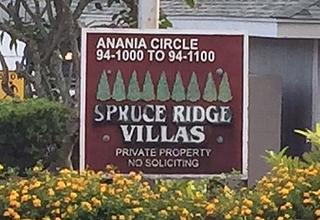 ANANIA CIRCLE
94-1000 TO 94-1100
SPRUCE RIDGE
VILLAS
PRIVATE PROPERTY
NO SOLICITING